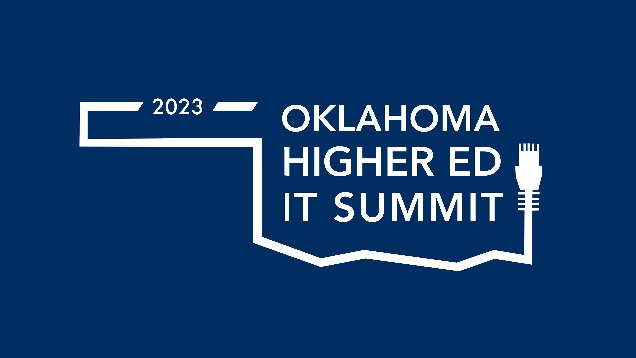 2023
OKLAHOMA
HIGHER ED
IT SUMMIT